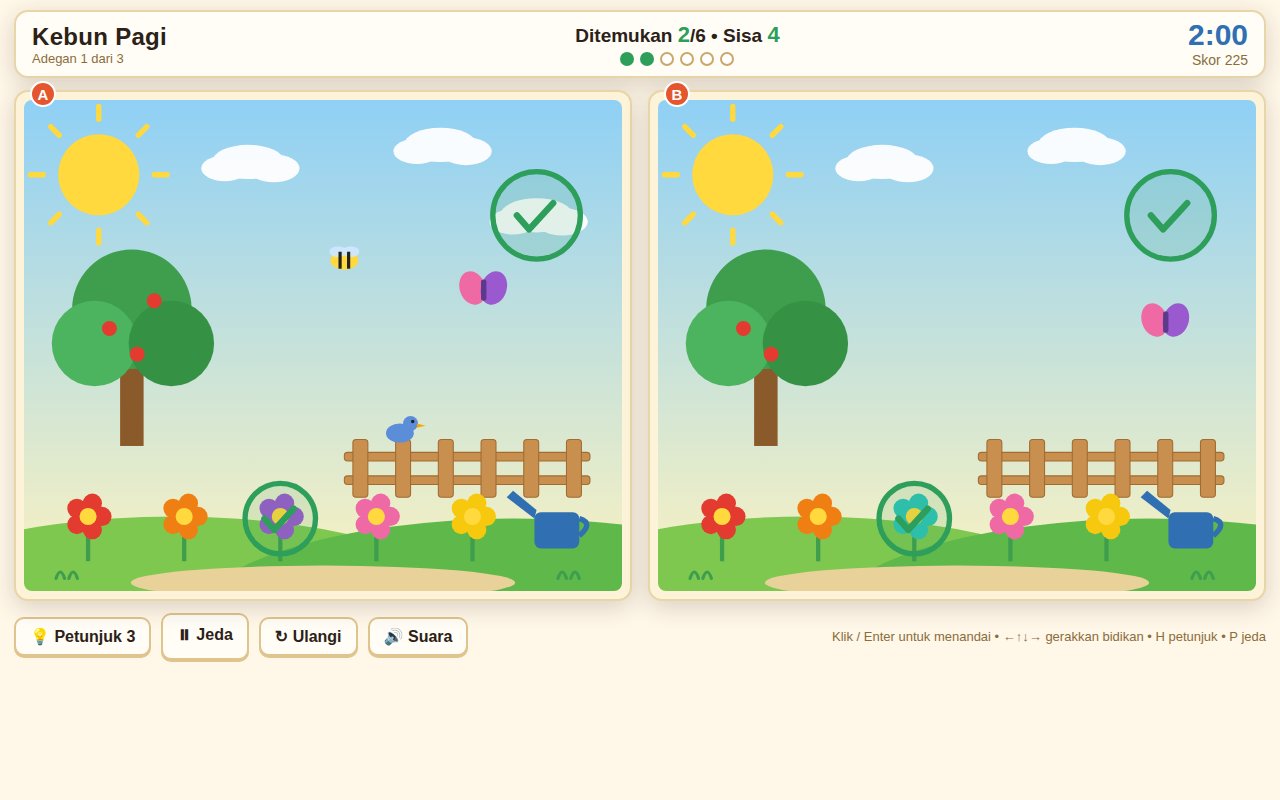 Kebun Pagi
Adegan 1 dari 3
Ditemukan 2/6 • Sisa 4
2:00
Skor 225
A
B
💡 Petunjuk 3
⏸ Jeda
↻ Ulangi
🔊 Suara
Klik / Enter untuk menandai • ←↑↓→ gerakkan bidikan • H petunjuk • P jeda